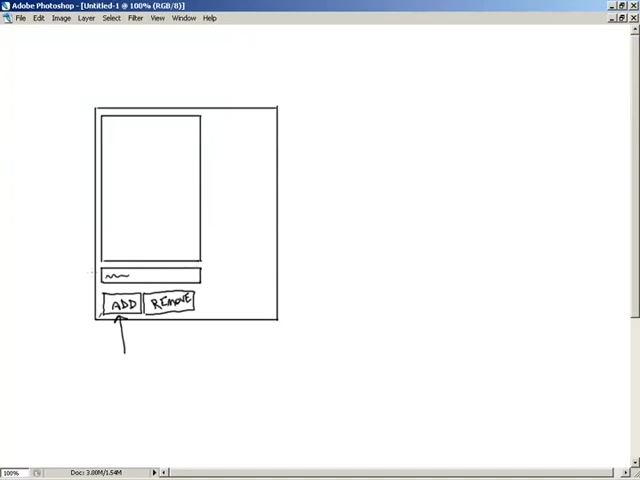 Adobe Photoshop - [Untitled-1 @ 100% (RGB/8)]
File Edit Image Layer Select Filter View Window Help
ADD REMOVE
100% Doc: 3.80M/1.54M